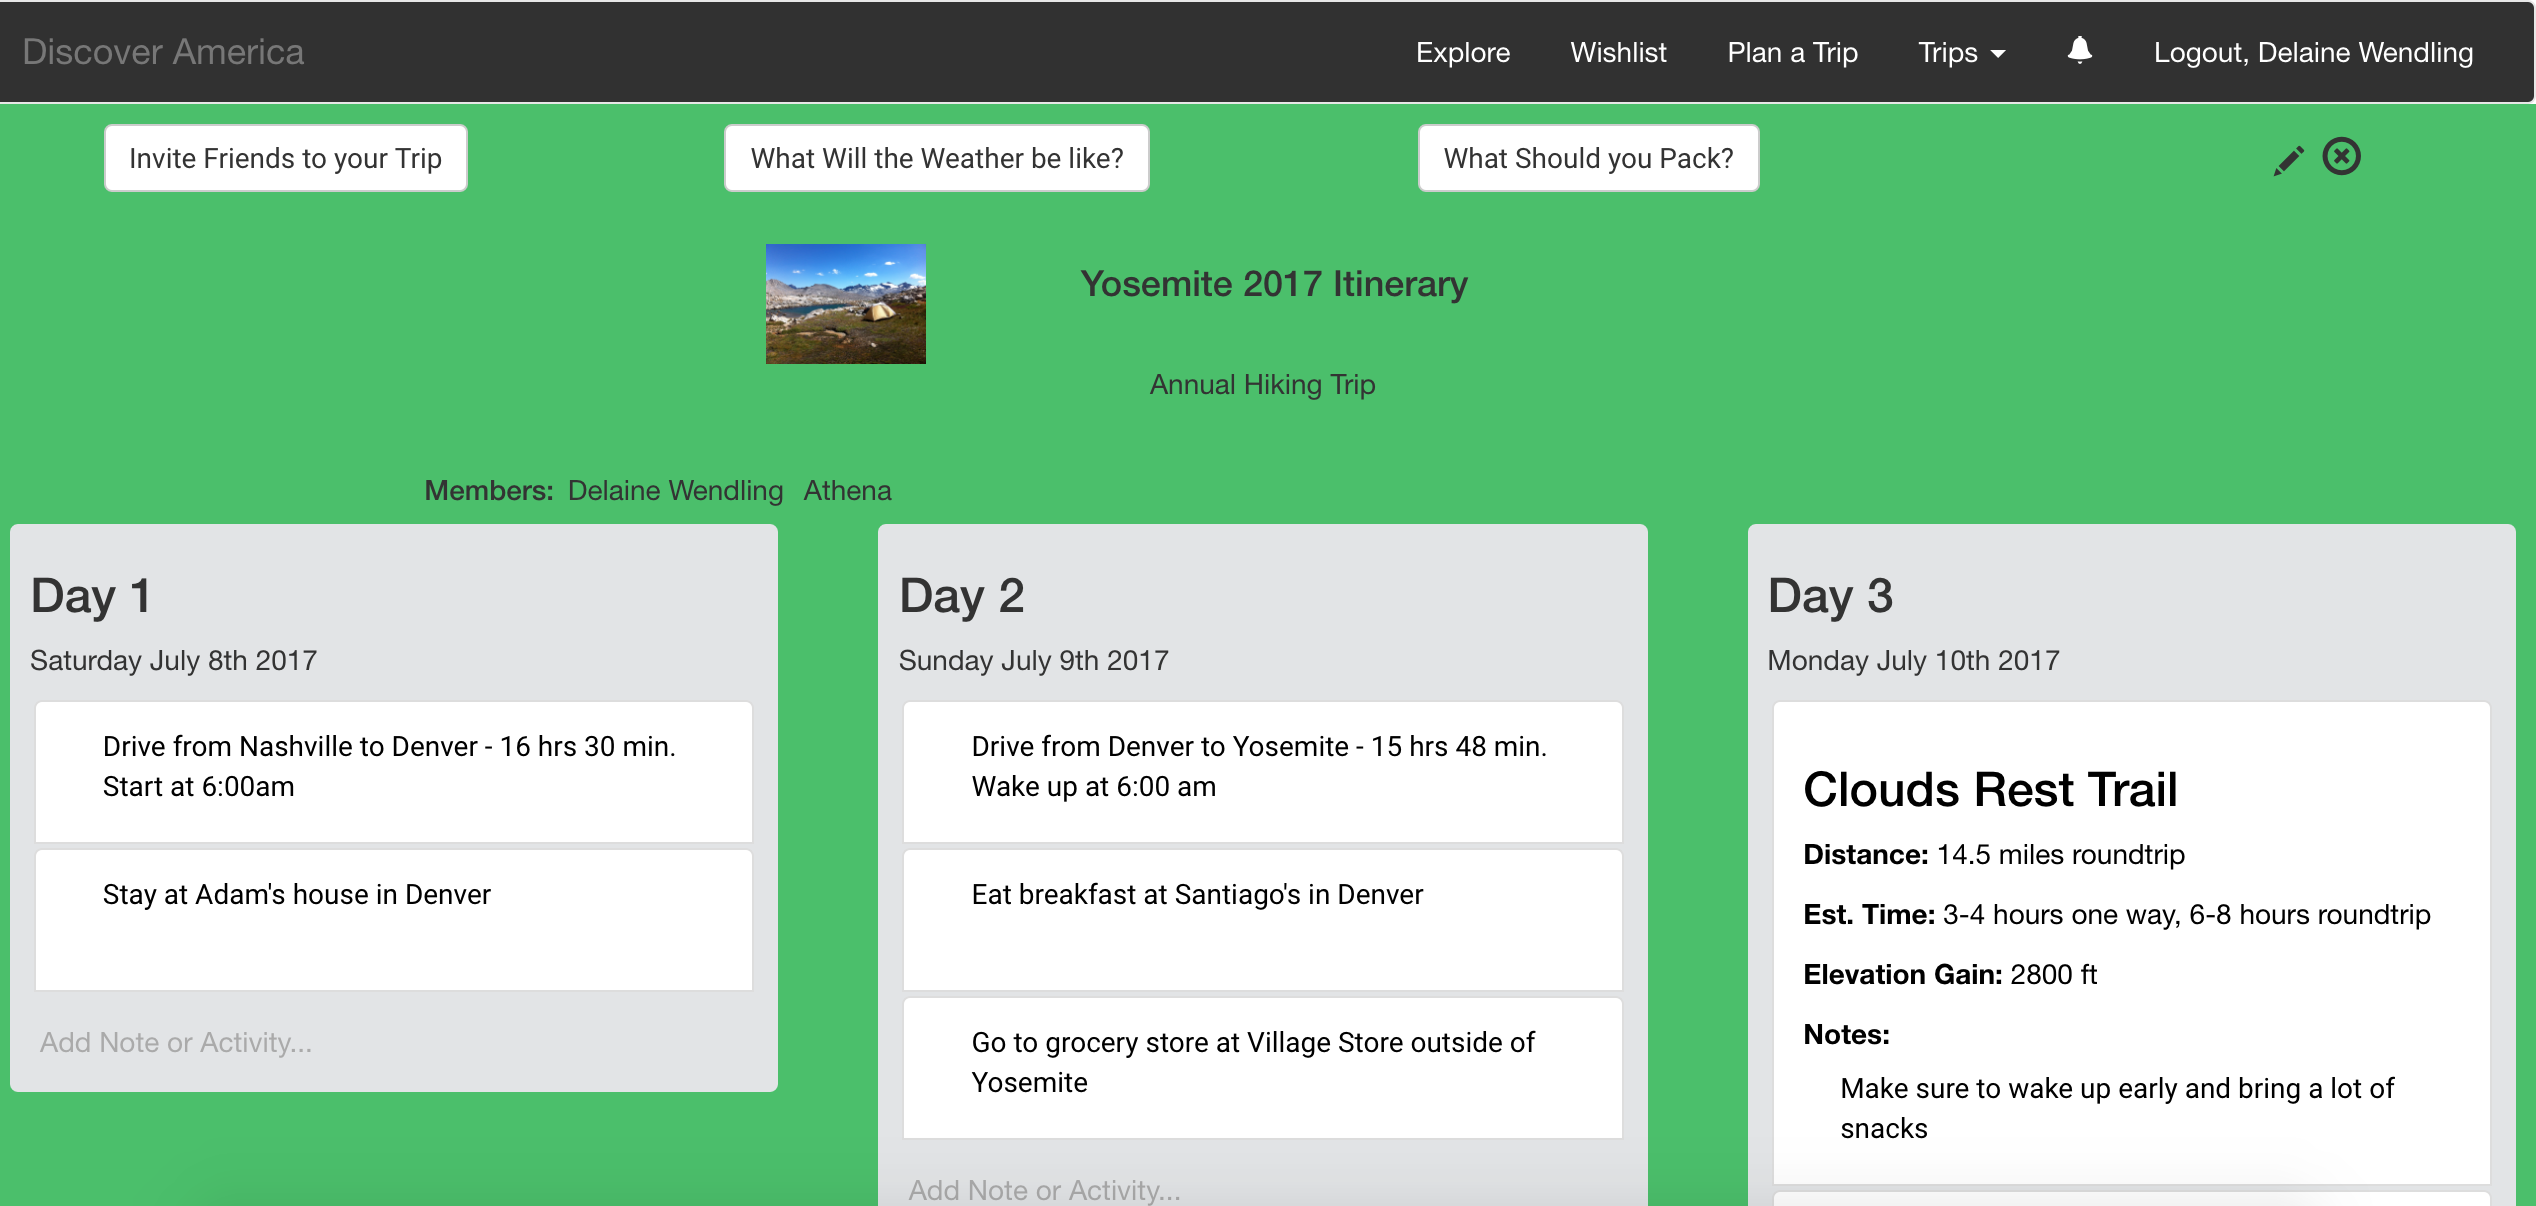 Discover America
Explore
Wishlist
Plan a Trip
Trips
Logout, Delaine Wendling
Invite Friends to your Trip
What Will the Weather be like?
What Should you Pack?
Yosemite 2017 Itinerary
Annual Hiking Trip
Members: Delaine Wendling Athena
Day 1
Saturday July 8th 2017
Drive from Nashville to Denver - 16 hrs 30 min.
Start at 6:00am
Stay at Adam's house in Denver
Add Note or Activity...
Day 2
Sunday July 9th 2017
Drive from Denver to Yosemite - 15 hrs 48 min.
Wake up at 6:00 am
Eat breakfast at Santiago's in Denver
Go to grocery store at Village Store outside of
Yosemite
Add Note or Activity...
Day 3
Monday July 10th 2017
Clouds Rest Trail
Distance: 14.5 miles roundtrip
Est. Time: 3-4 hours one way, 6-8 hours roundtrip
Elevation Gain: 2800 ft
Notes:
Make sure to wake up early and bring a lot of
snacks